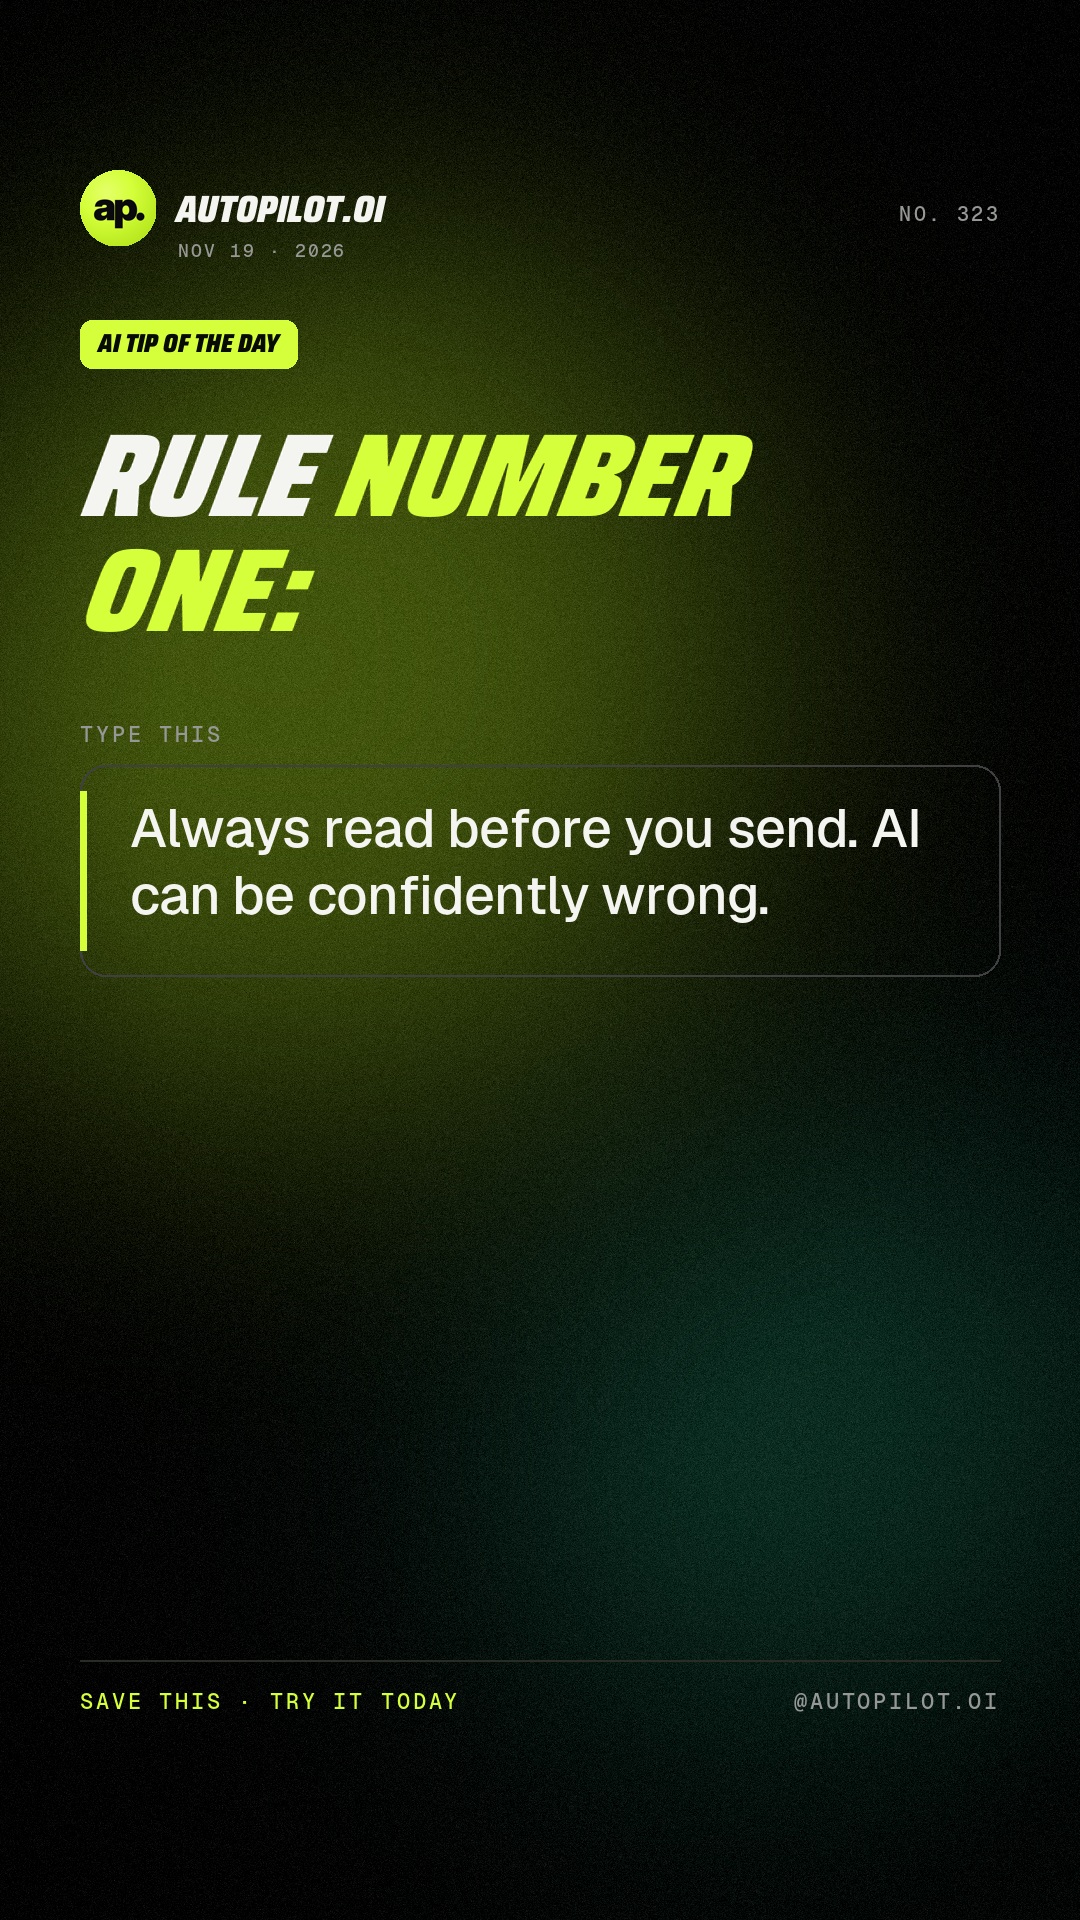 ap.
AUTOPILOT.OI
NO. 323
NOV 19 · 2026
AI TIP OF THE DAY
RULE NUMBER
ONE:
TYPE THIS
Always read before you send. AI
can be confidently wrong.
SAVE THIS · TRY IT TODAY
@AUTOPILOT.OI